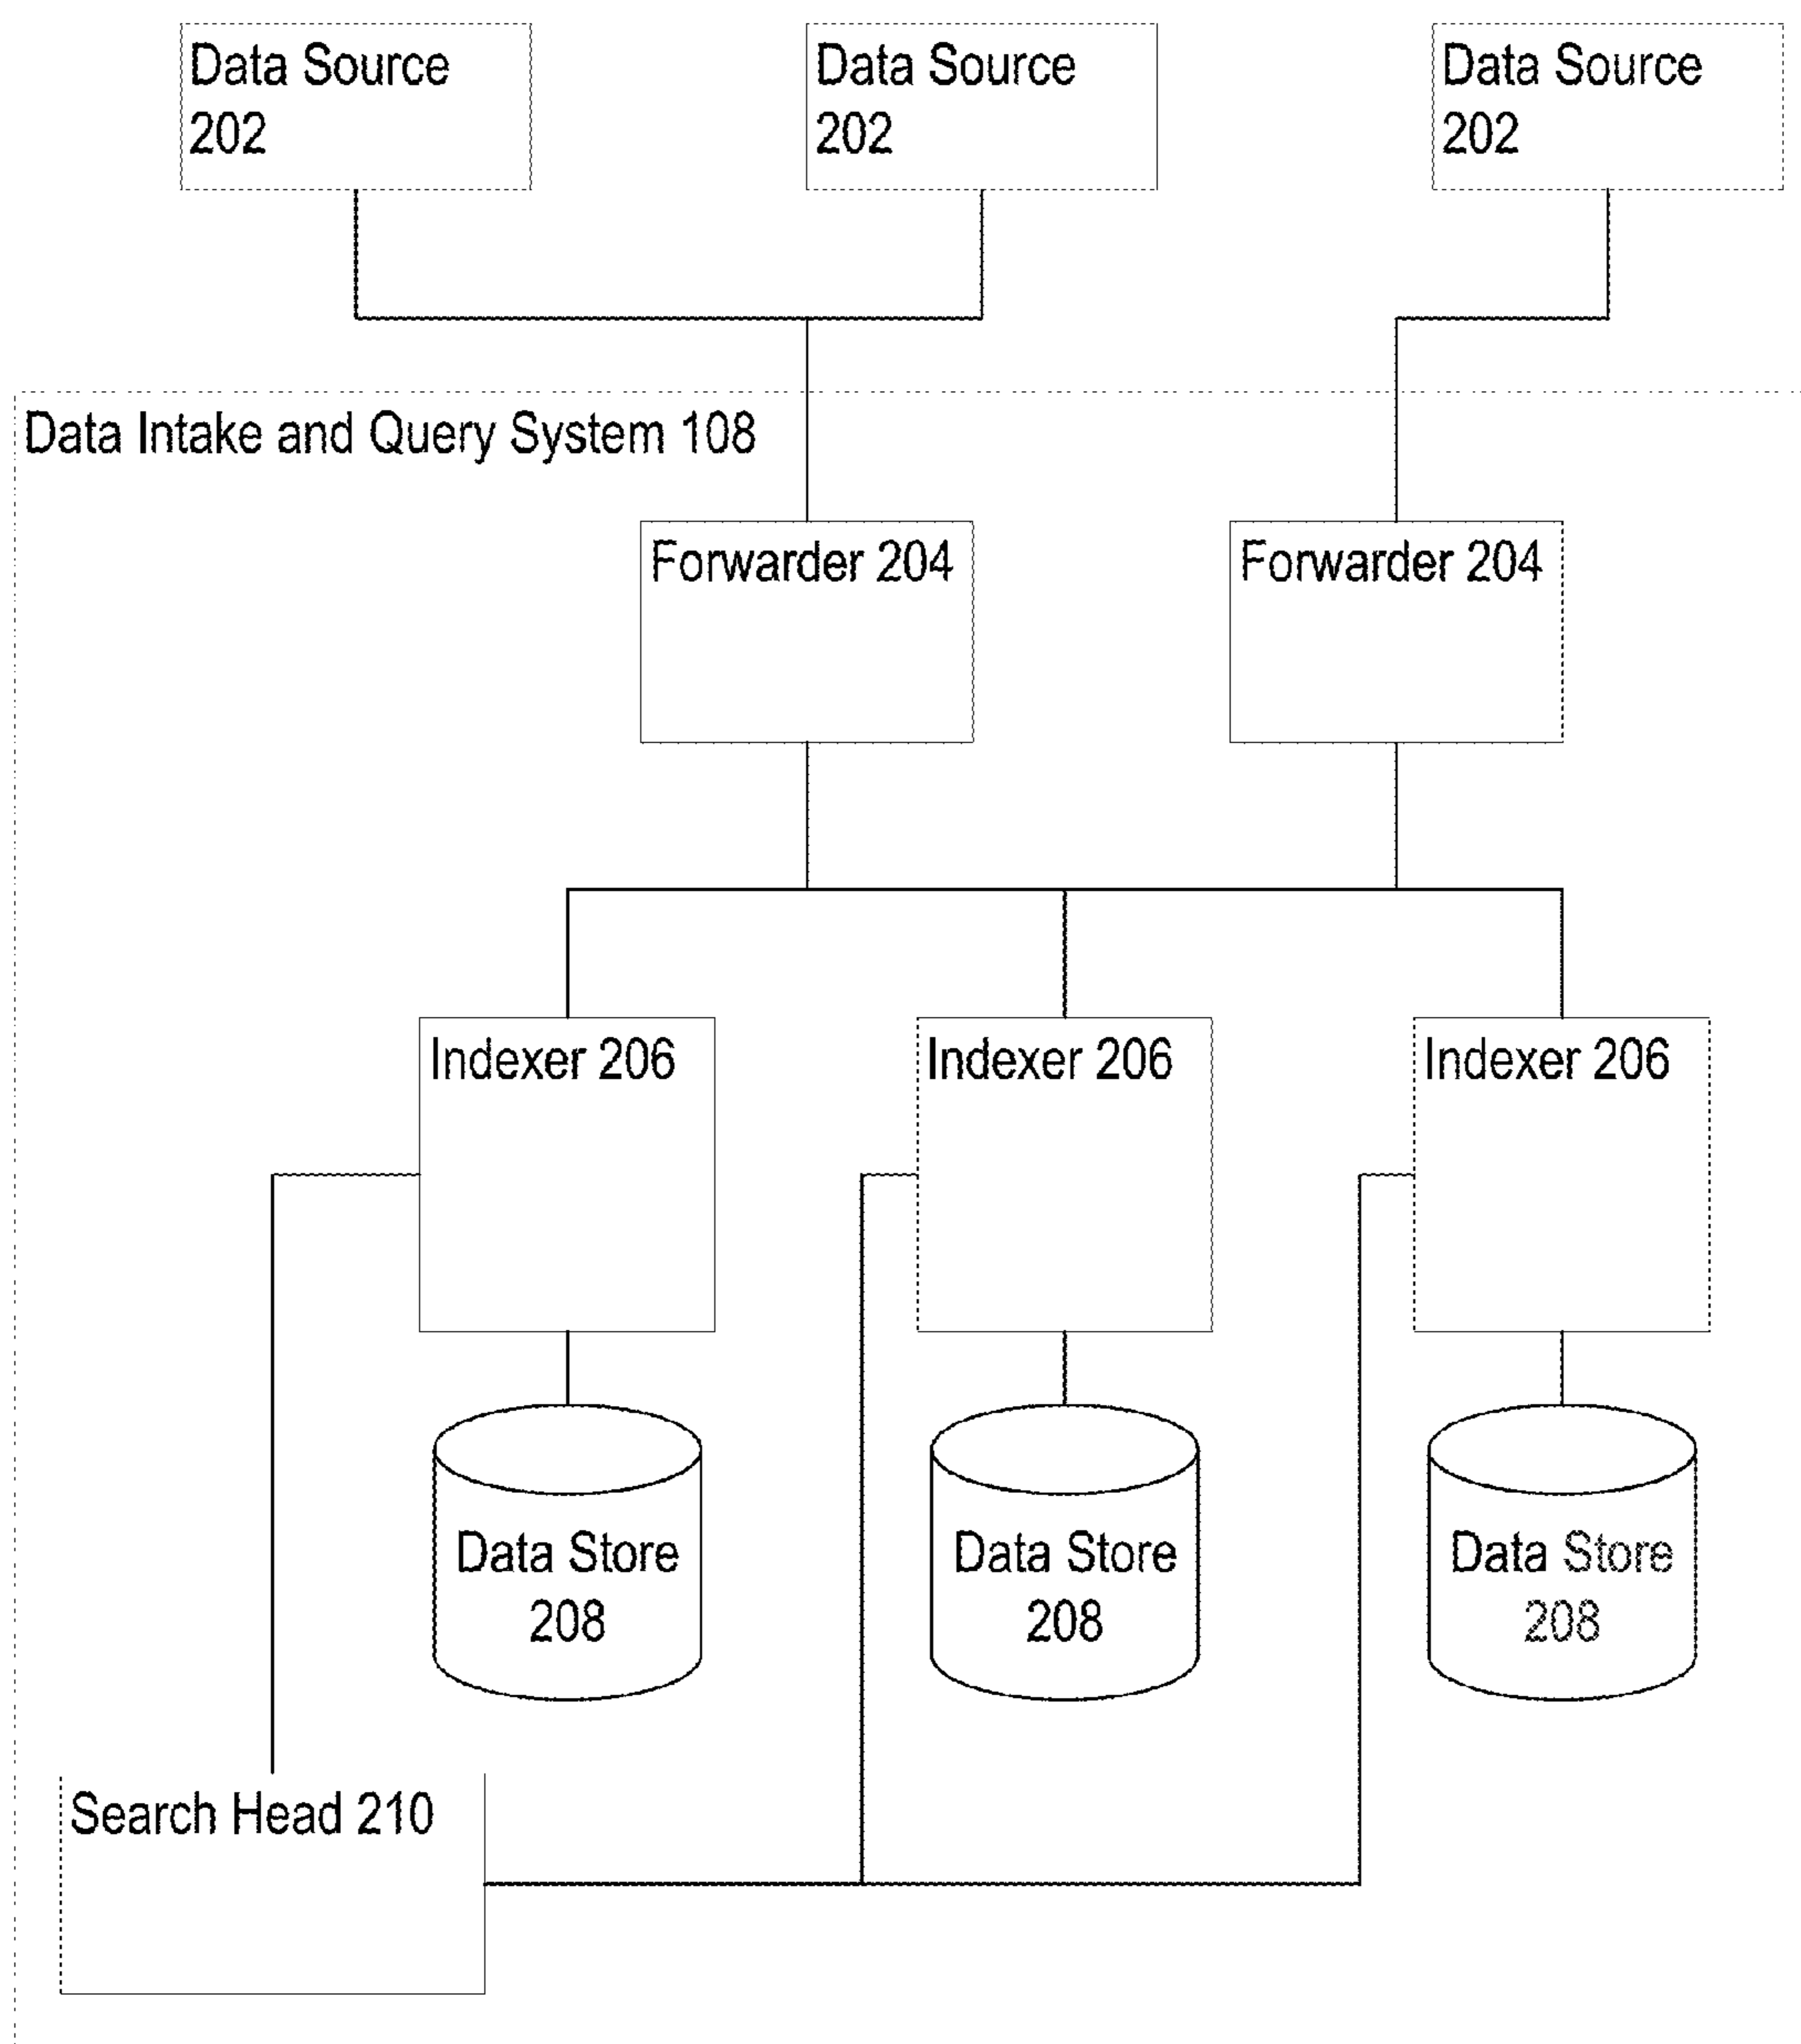 Data Source
202
Data Source
202
Data Source
202
Data Intake and Query System 108
Forwarder 204
Forwarder 204
Indexer 206
Indexer 206
Indexer 206
Data Store
208
Data Store
208
Data Store
208
Search Head 210